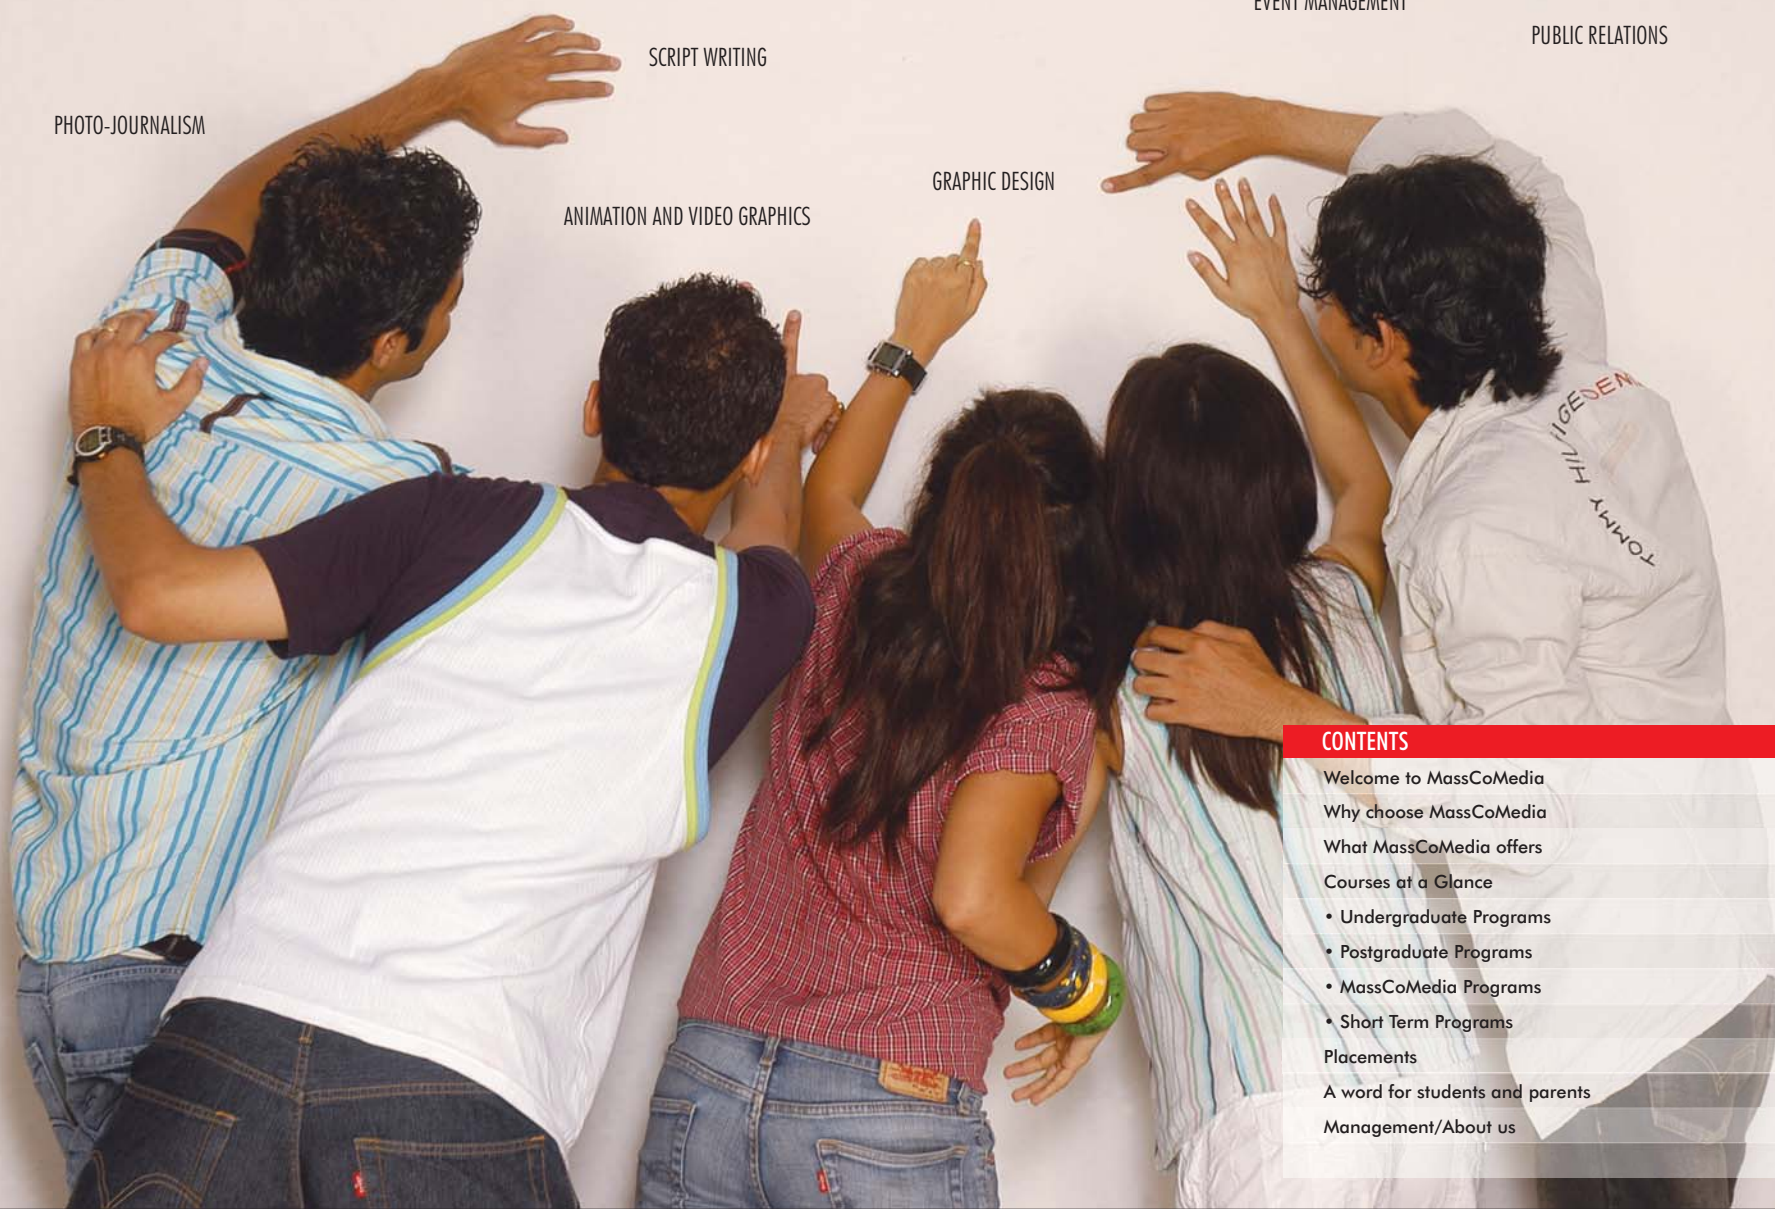 EVENT MANAGEMENT
PUBLIC RELATIONS
SCRIPT WRITING
PHOTO-JOURNALISM
GRAPHIC DESIGN
ANIMATION AND VIDEO GRAPHICS
TOMMY HILFIGER
DENIM
CONTENTS
Welcome to MassCoMedia
Why choose MassCoMedia
What MassCoMedia offers
Courses at a Glance
• Undergraduate Programs
• Postgraduate Programs
• MassCoMedia Programs
• Short Term Programs
Placements
A word for students and parents
Management/About us